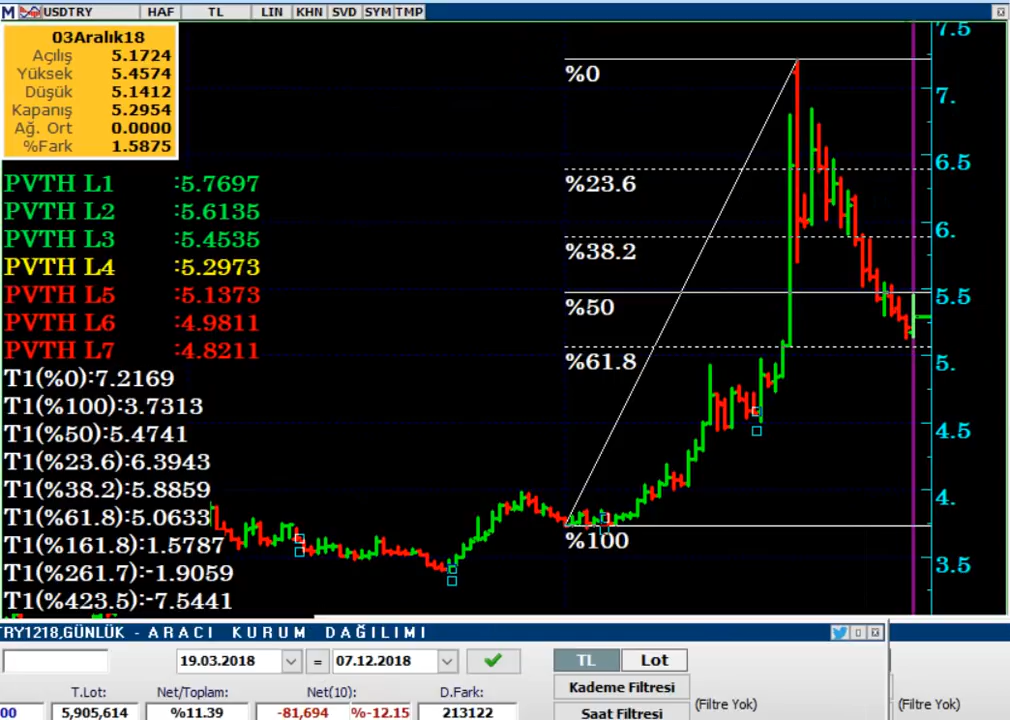 M USDTRY HAF TL LIN KHN SVD SYM TMP
03Aralık18
Açılış 5.1724
Yüksek 5.4574
Düşük 5.1412
Kapanış 5.2954
Ağ. Ort 0.0000
%Fark 1.5875
PVTH L1 :5.7697
PVTH L2 :5.6135
PVTH L3 :5.4535
PVTH L4 :5.2973
PVTH L5 :5.1373
PVTH L6 :4.9811
PVTH L7 :4.8211
T1(%0):7.2169
T1(%100):3.7313
T1(%50):5.4741
T1(%23.6):6.3943
T1(%38.2):5.8859
T1(%61.8):5.0633
T1(%161.8):1.5787
T1(%261.7):-1.9059
T1(%423.5):-7.5441
%0
%23.6
%38.2
%50
%61.8
%100
7.5
7.
6.5
6.
5.5
5.
4.5
4.
3.5
TRY1218,GÜNLÜK - ARACI KURUM DAĞILIMI
19.03.2018 = 07.12.2018 TL Lot
Kademe Filtresi
(Filtre Yok) (Filtre Yok)
T.Lot: Net/Toplam: Net(10): D.Fark:
00 5,905,614 %11.39 -81,694 %-12.15 213122
Saat Filtresi